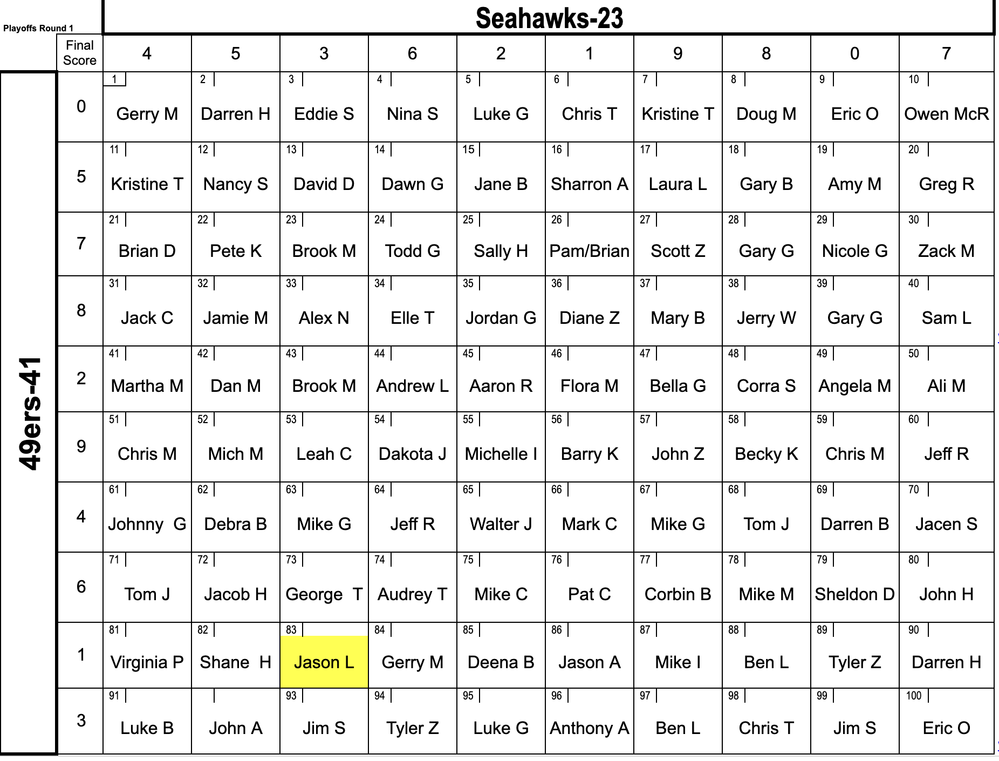 Seahawks-23
Playoffs Round 1
Final Score 4 5 3 6 2 1 9 8 0 7
49ers-41
1 2 3 4 5 6 7 8 9 10
0 Gerry M Darren H Eddie S Nina S Luke G Chris T Kristine T Doug M Eric O Owen McR
11 12 13 14 15 16 17 18 19 20
5 Kristine T Nancy S David D Dawn G Jane B Sharron A Laura L Gary B Amy M Greg R
21 22 23 24 25 26 27 28 29 30
7 Brian D Pete K Brook M Todd G Sally H Pam/Brian Scott Z Gary G Nicole G Zack M
31 32 33 34 35 36 37 38 39 40
8 Jack C Jamie M Alex N Elle T Jordan G Diane Z Mary B Jerry W Gary G Sam L
41 42 43 44 45 46 47 48 49 50
2 Martha M Dan M Brook M Andrew L Aaron R Flora M Bella G Corra S Angela M Ali M
51 52 53 54 55 56 57 58 59 60
9 Chris M Mich M Leah C Dakota J Michelle I Barry K John Z Becky K Chris M Jeff R
61 62 63 64 65 66 67 68 69 70
4 Johnny G Debra B Mike G Jeff R Walter J Mark C Mike G Tom J Darren B Jacen S
71 72 73 74 75 76 77 78 79 80
6 Tom J Jacob H George T Audrey T Mike C Pat C Corbin B Mike M Sheldon D John H
81 82 83 84 85 86 87 88 89 90
1 Virginia P Shane H Jason L Gerry M Deena B Jason A Mike I Ben L Tyler Z Darren H
91 2 93 94 95 96 97 98 99 100
3 Luke B John A Jim S Tyler Z Luke G Anthony A Ben L Chris T Jim S Eric O